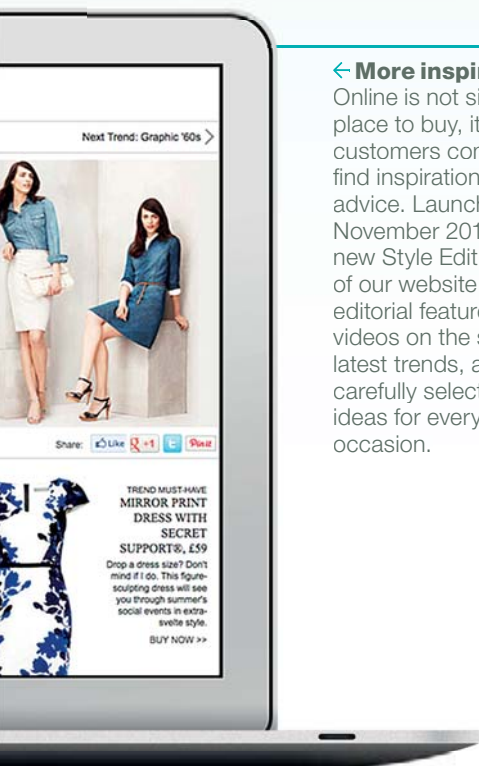 Next Trend: Graphic '60s >
Share: Like g +1 t Pin it
TREND MUST-HAVE
MIRROR PRINT
DRESS WITH
SECRET
SUPPORT®, £59
Drop a dress size? Don't
mind if I do. This figure-
sculpting dress will see
you through summer's
social events in extra-
svelte style.
BUY NOW >>
← More inspi
Online is not si
place to buy, it
customers con
find inspiration
advice. Launch
November 201
new Style Edit
of our website
editorial feature
videos on the s
latest trends, a
carefully select
ideas for every
occasion.